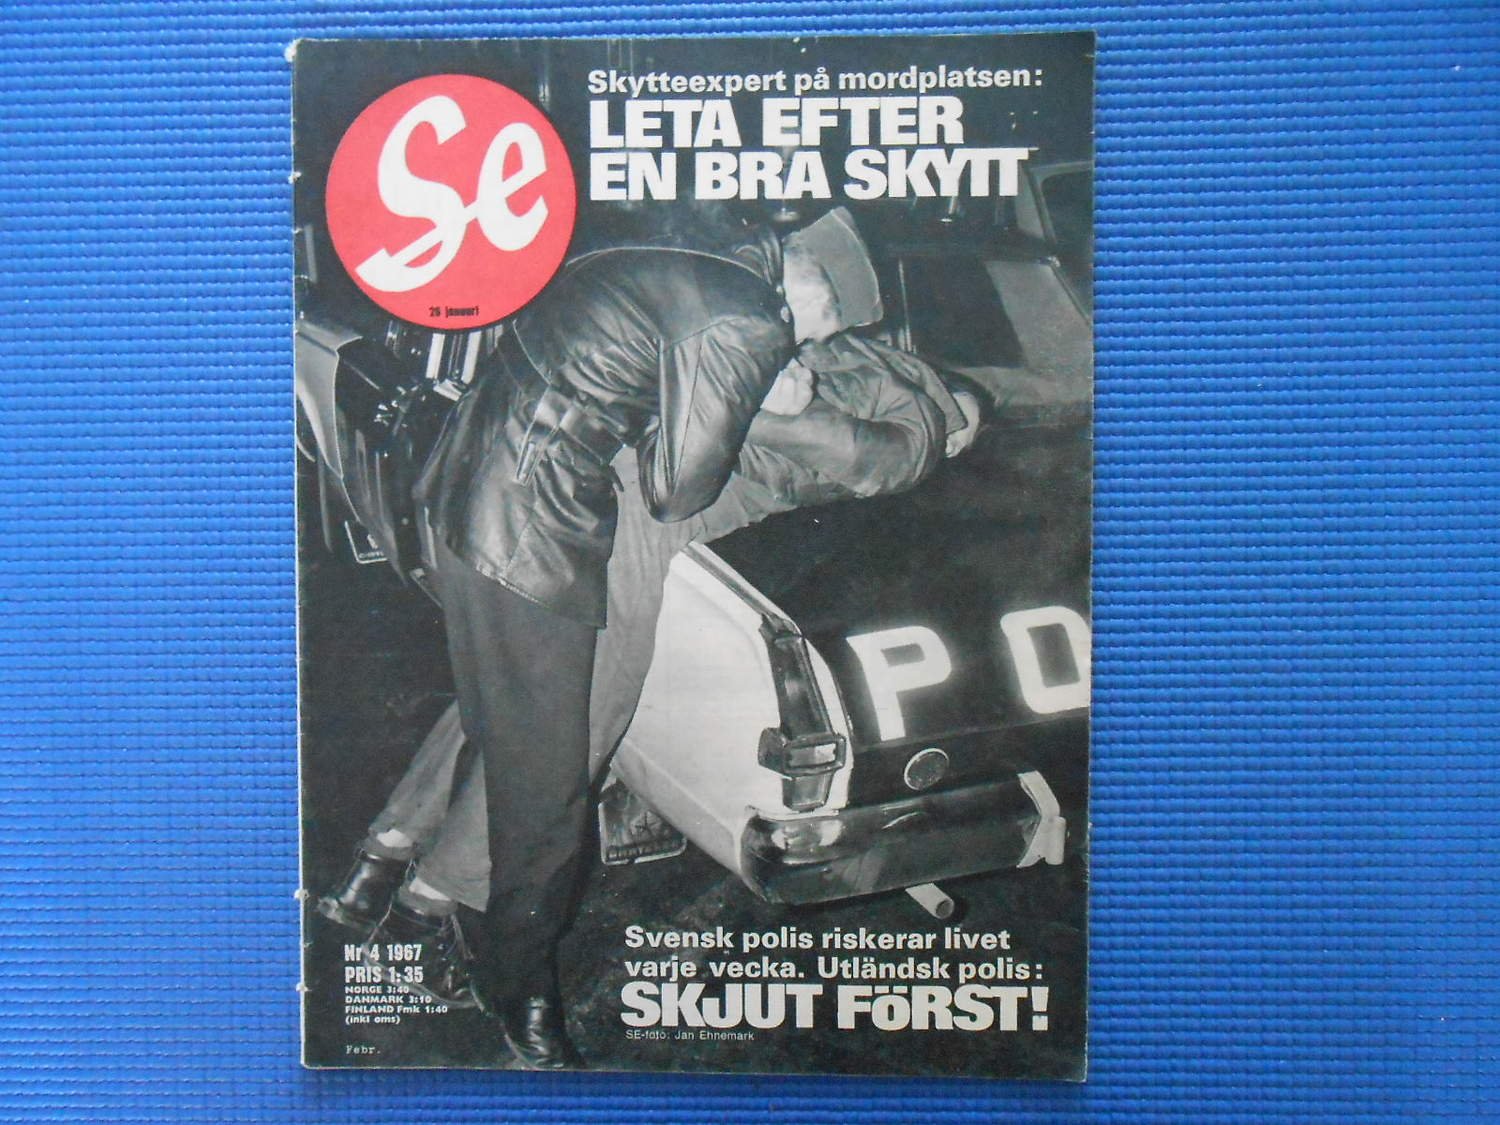 Se
26 januari
Skytteexpert på mordplatsen:
LETA EFTER
EN BRA SKYTT
PO
Nr 4 1967
PRIS 1:35
NORGE 3:40
DANMARK 3:10
FINLAND Fmk 1:40
(inkl oms)
Febr.
Svensk polis riskerar livet
varje vecka. Utländsk polis:
SKJUT FÖRST!
SE-foto: Jan Ehnemark